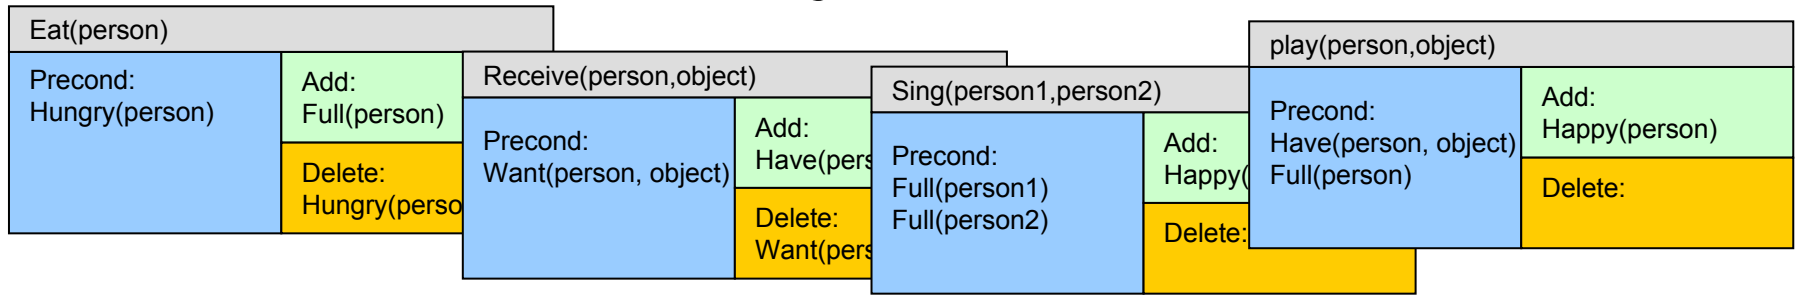 Eat(person)
Precond:
Hungry(person)
Add:
Full(person)
Delete:
Receive(person,object)
Precond:
Want(person, object)
Add:
Delete:
Sing(person1,person2)
Precond:
Full(person1)
Full(person2)
Add:
Delete:
play(person,object)
Precond:
Have(person, object)
Full(person)
Add:
Happy(person)
Delete: